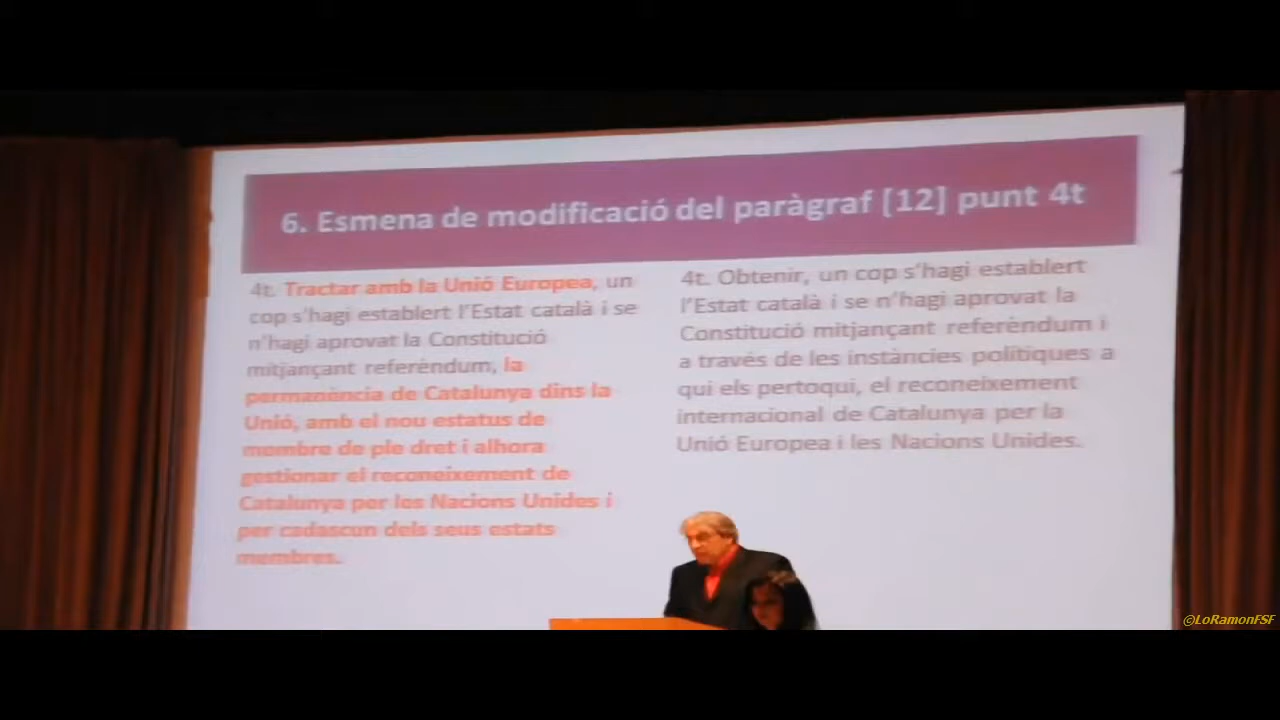 6. Esmena de modificació del paràgraf [12] punt 4t
4t. Tractar amb la Unió Europea, un
cop s'hagi establert l'Estat català i se
n'hagi aprovat la Constitució
mitjançant referèndum, la
permanència de Catalunya dins la
Unió, amb el nou estatus de
membre de ple dret i alhora
gestionar el reconeixement de
Catalunya per les Nacions Unides i
per cadascun dels seus estats
membres.
4t. Obtenir, un cop s'hagi establert
l'Estat català i se n'hagi aprovat la
Constitució mitjançant referèndum i
a través de les instàncies polítiques a
qui els pertoqui, el reconeixement
internacional de Catalunya per la
Unió Europea i les Nacions Unides.
©LoRamonFSF